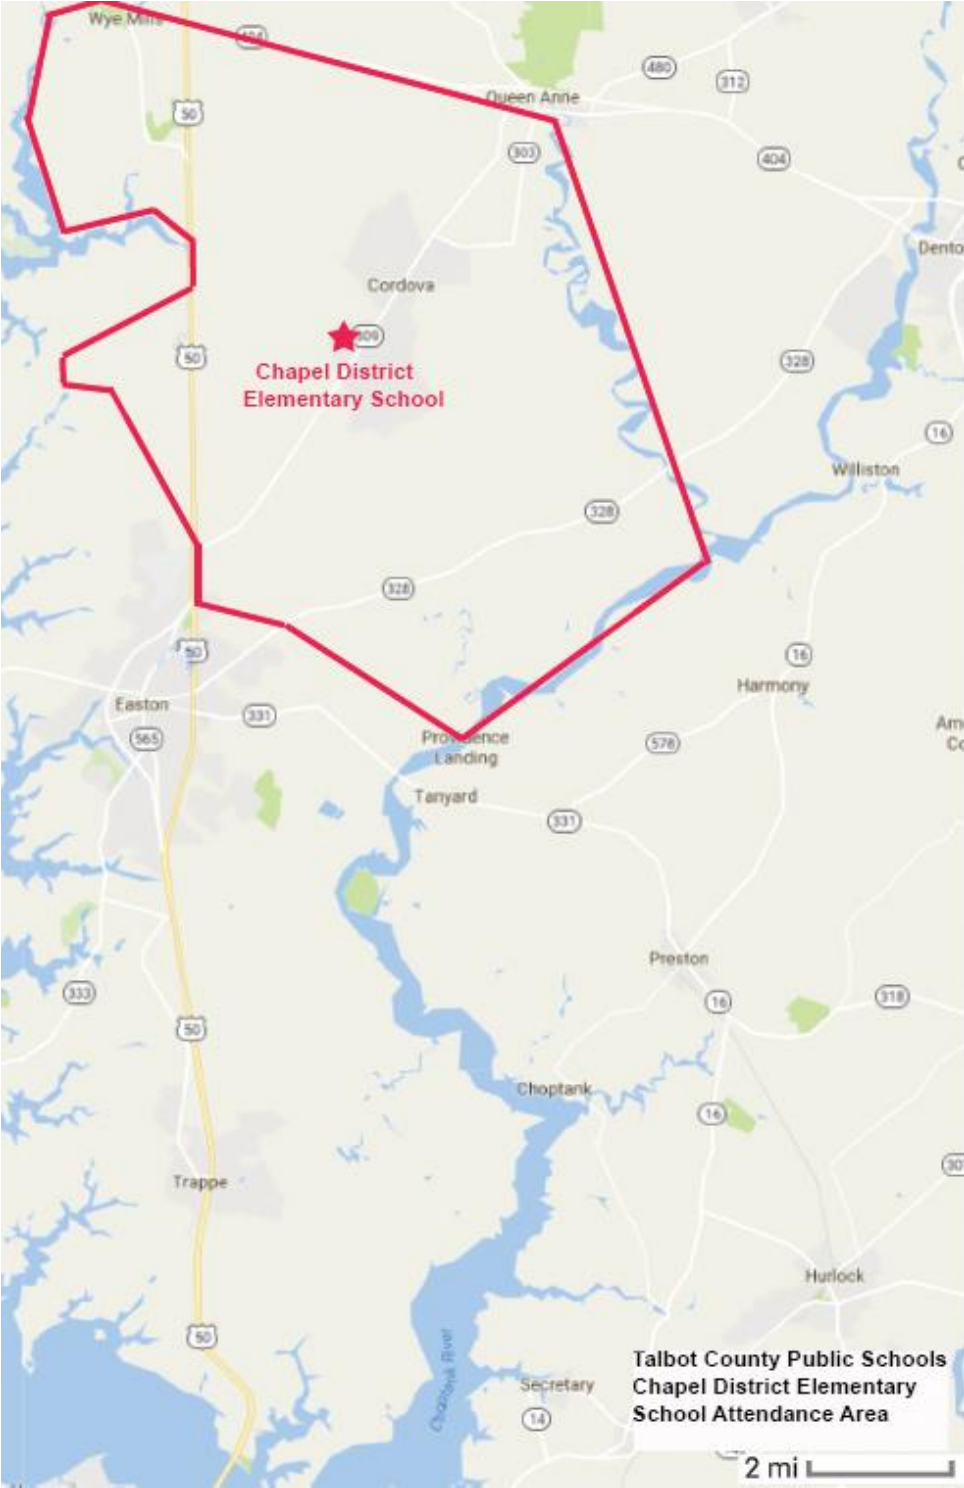 Wye Mills
404
480
312
Queen Anne
50
303
404
Cordova
Dento
309
50
328
Chapel District
Elementary School
16
Williston
328
328
50
16
Harmony
Easton
331
565
578
Providence
Landing
Tanyard
331
Preston
333
16
318
50
Choptank
16
Trappe
Hurlock
50
Choptank River
Talbot County Public Schools
Chapel District Elementary
School Attendance Area
Secretary
14
2 mi